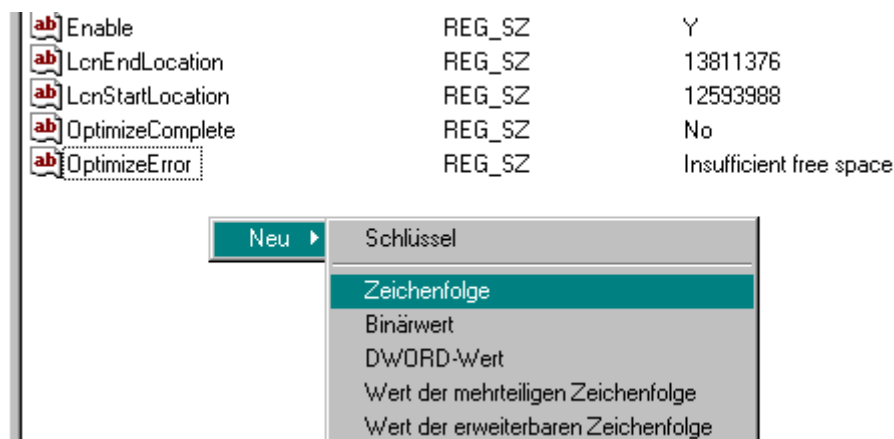 Enable REG_SZ Y
LcnEndLocation REG_SZ 13811376
LcnStartLocation REG_SZ 12593988
OptimizeComplete REG_SZ No
OptimizeError REG_SZ Insufficient free space
Neu Schlüssel
Zeichenfolge
Binärwert
DWORD-Wert
Wert der mehrteiligen Zeichenfolge
Wert der erweiterbaren Zeichenfolge